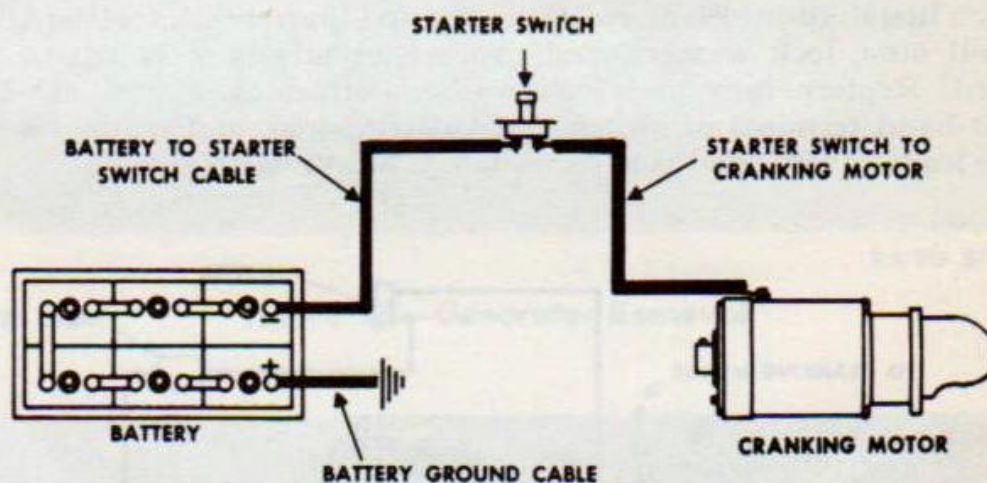 STARTER SWITCH
BATTERY TO STARTER
SWITCH CABLE
STARTER SWITCH TO
CRANKING MOTOR
−
+
BATTERY
BATTERY GROUND CABLE
CRANKING MOTOR